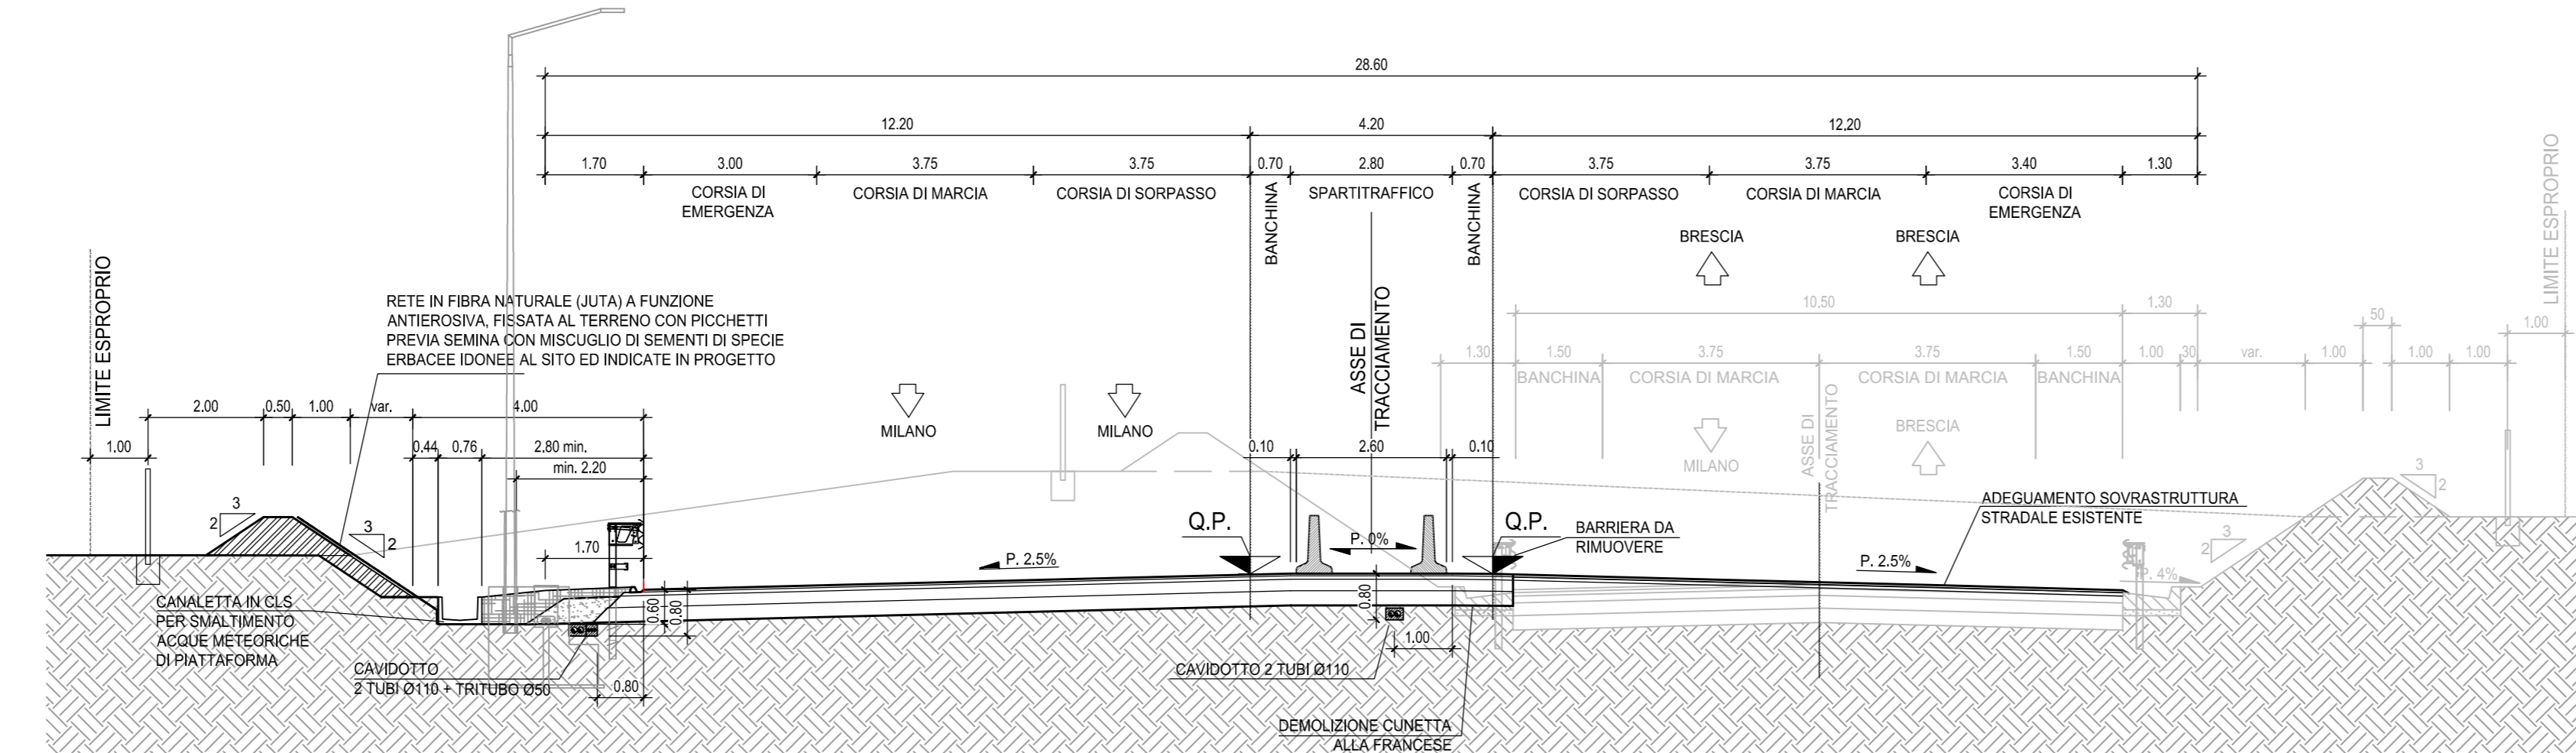 28.60
12.20 4.20 12.20
1.70 3.00 3.75 3.75 0.70 2.80 0.70 3.75 3.75 3.40 1.30
CORSIA DI
EMERGENZA
CORSIA DI MARCIA
CORSIA DI SORPASSO
BANCHINA
SPARTITRAFFICO
BANCHINA
CORSIA DI SORPASSO
CORSIA DI MARCIA
CORSIA DI
EMERGENZA
LIMITE ESPROPRIO
BRESCIA
BRESCIA
LIMITE ESPROPRIO
RETE IN FIBRA NATURALE (JUTA) A FUNZIONE
ANTIEROSIVA, FISSATA AL TERRENO CON PICCHETTI
PREVIA SEMINA CON MISCUGLIO DI SEMENTI DI SPECIE
ERBACEE IDONEE AL SITO ED INDICATE IN PROGETTO
ASSE DI
TRACCIAMENTO
10.50 1.30
50 1.00
1.30 1.50 3.75 3.75 1.50 1.00 30 var. 1.00 1.00 1.00
BANCHINA
CORSIA DI MARCIA
CORSIA DI MARCIA
BANCHINA
2.00 0.50 1.00 var. 4.00
MILANO
MILANO
ASSE DI
TRACCIAMENTO
BRESCIA
MILANO
1.00 0.44 0.76 2.80 min.
min. 2.20
0.10 2.60 0.10
3
2
3
2
1.70
Q.P.
Q.P.
P. 0%
P. 2.5%
BARRIERA DA
RIMUOVERE
ADEGUAMENTO SOVRASTRUTTURA
STRADALE ESISTENTE
P. 2.5%
P. 4%
3
2
3
2
0.60
0.80
0.80
1.00
CANALETTA IN CLS
PER SMALTIMENTO
ACQUE METEORICHE
DI PIATTAFORMA
CAVIDOTTO
2 TUBI Ø110 + TRITUBO Ø50
0.80
CAVIDOTTO 2 TUBI Ø110
DEMOLIZIONE CUNETTA
ALLA FRANCESE